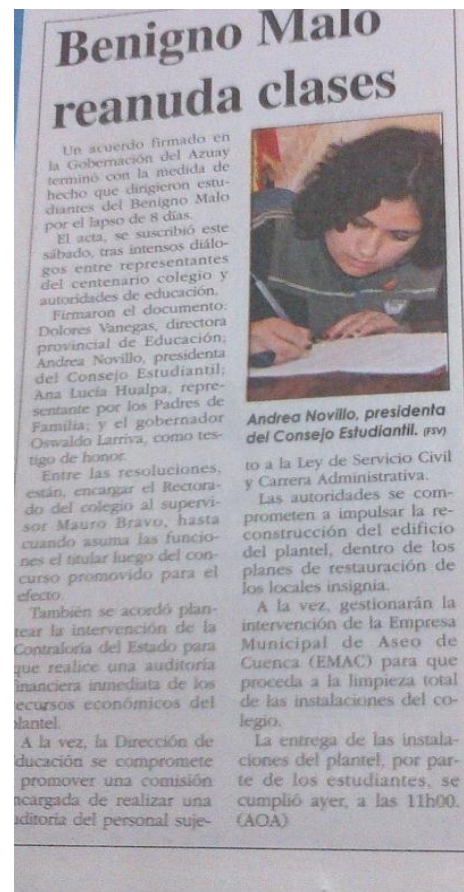 Benigno Malo
reanuda clases
Un acuerdo firmado en
la Gobernación del Azuay
terminó con la medida de
hecho que dirigieron estu-
diantes del Benigno Malo
por el lapso de 8 días.
El acta, se suscribió este
sábado, tras intensos diálo-
gos entre representantes
del centenario colegio y
autoridades de educación.
Firmaron el documento:
Dolores Vanegas, directora
provincial de Educación;
Andrea Novillo, presidenta
del Consejo Estudiantil;
Ana Lucía Hualpa, repre-
sentante por los Padres de
Familia; y el gobernador
Oswaldo Larriva, como tes-
tigo de honor.
Entre las resoluciones,
están, encargar el Rectora-
do del colegio al supervi-
sor Mauro Bravo, hasta
cuando asuma las funcio-
nes el titular luego del con-
curso promovido para el
efecto.
También se acordó plan-
tear la intervención de la
Contraloría del Estado para
que realice una auditoría
financiera inmediata de los
ecursos económicos del
plantel.
A la vez, la Dirección de
ducación se compromete
promover una comisión
ncargada de realizar una
uditoría del personal suje-
Andrea Novillo, presidenta
del Consejo Estudiantil. (FSV)
to a la Ley de Servicio Civil
y Carrera Administrativa.
Las autoridades se com-
prometen a impulsar la re-
construcción del edificio
del plantel, dentro de los
planes de restauración de
los locales insignia.
A la vez, gestionarán la
intervención de la Empresa
Municipal de Aseo de
Cuenca (EMAC) para que
proceda a la limpieza total
de las instalaciones del co-
legio.
La entrega de las instala-
ciones del plantel, por par-
te de los estudiantes, se
cumplió ayer, a las 11h00.
(AOA)